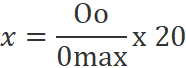 x = Oo/0max x 20